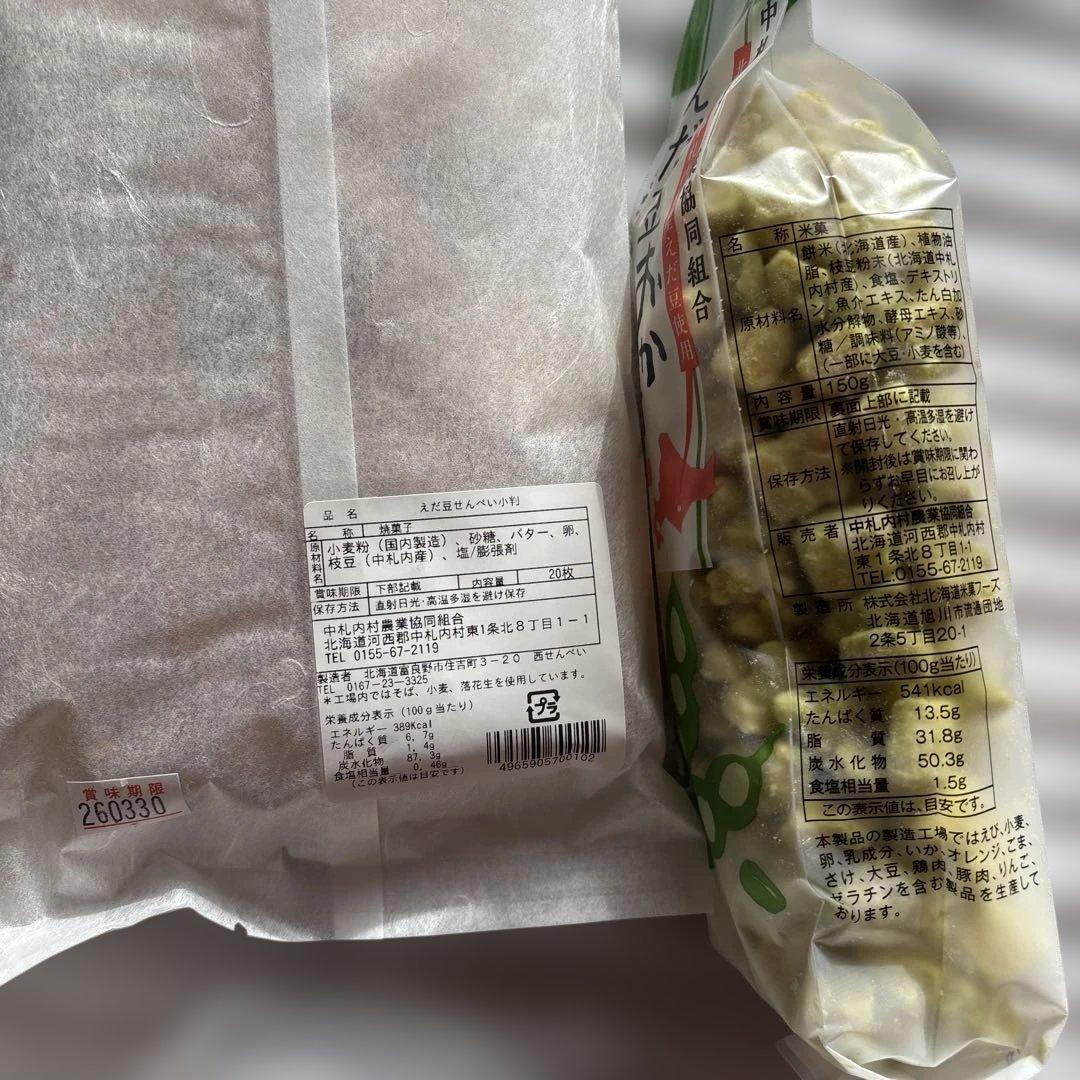 品名 えだ豆せんべい小判
名称 焼菓子
原材料名 小麦粉（国内製造）、砂糖、バター、卵、
枝豆（中札内産）、塩/膨張剤
賞味期限 下部記載 内容量 20枚
保存方法 直射日光・高温多湿を避け保存
中札内村農業協同組合
北海道河西郡中札内村東1条北8丁目1－1
TEL 0155-67-2119
製造者 北海道富良野市住吉町3－20 西せんべい
TEL 0167-23-3325
＊工場内ではそば、小麦、落花生を使用しています。
栄養成分表示（100g当たり）
エネルギー 389Kcal
たんぱく質 6,7g
脂質 1,4g
炭水化物 87,3g
食塩相当量 0,46g
（この表示値は目安です）
プラ
4965905700102
賞味期限
260330
協同組合
えだ豆使用
名称 米菓
原材料名 餅米（北海道産）、植物油
脂、枝豆粉末（北海道中札
内村産）、食塩、デキストリ
ン、魚介エキス、たん白加
水分解物、酵母エキス、砂
糖／調味料（アミノ酸等）、
（一部に大豆・小麦を含む）
内容量 150g
賞味期限 裏面上部に記載
保存方法 直射日光・高温多湿を避け
て保存してください。
※開封後は賞味期限に関わ
らずお早目にお召し上が
りください。
販売者 中札内村農業協同組合
北海道河西郡中札内村
東1条北8丁目1-1
TEL:0155-67-2119
製造所 株式会社北海道米菓フーズ
北海道旭川市流通団地
2条5丁目20-1
栄養成分表示(100g当たり)
エネルギー 541kcal
たんぱく質 13.5g
脂質 31.8g
炭水化物 50.3g
食塩相当量 1.5g
この表示値は、目安です。
本製品の製造工場ではえび、小麦、
卵、乳成分、いか、オレンジ、ごま、
さけ、大豆、鶏肉、豚肉、りんご、
ゼラチンを含む製品を生産して
おります。